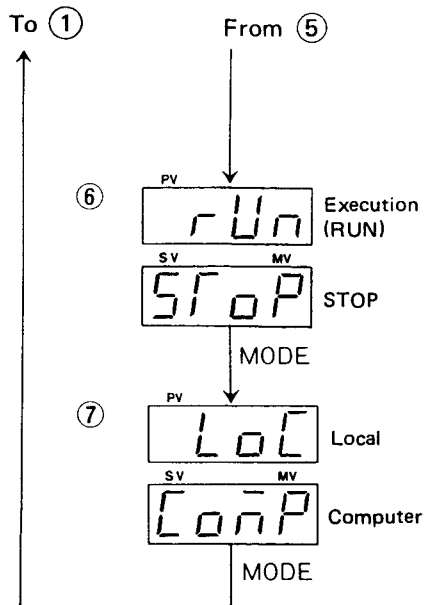 To ① From ⑤
⑥ PV
rUn Execution
(RUN)
SV MV
SToP STOP
MODE
⑦ PV
LoC Local
SV MV
ComP Computer
MODE